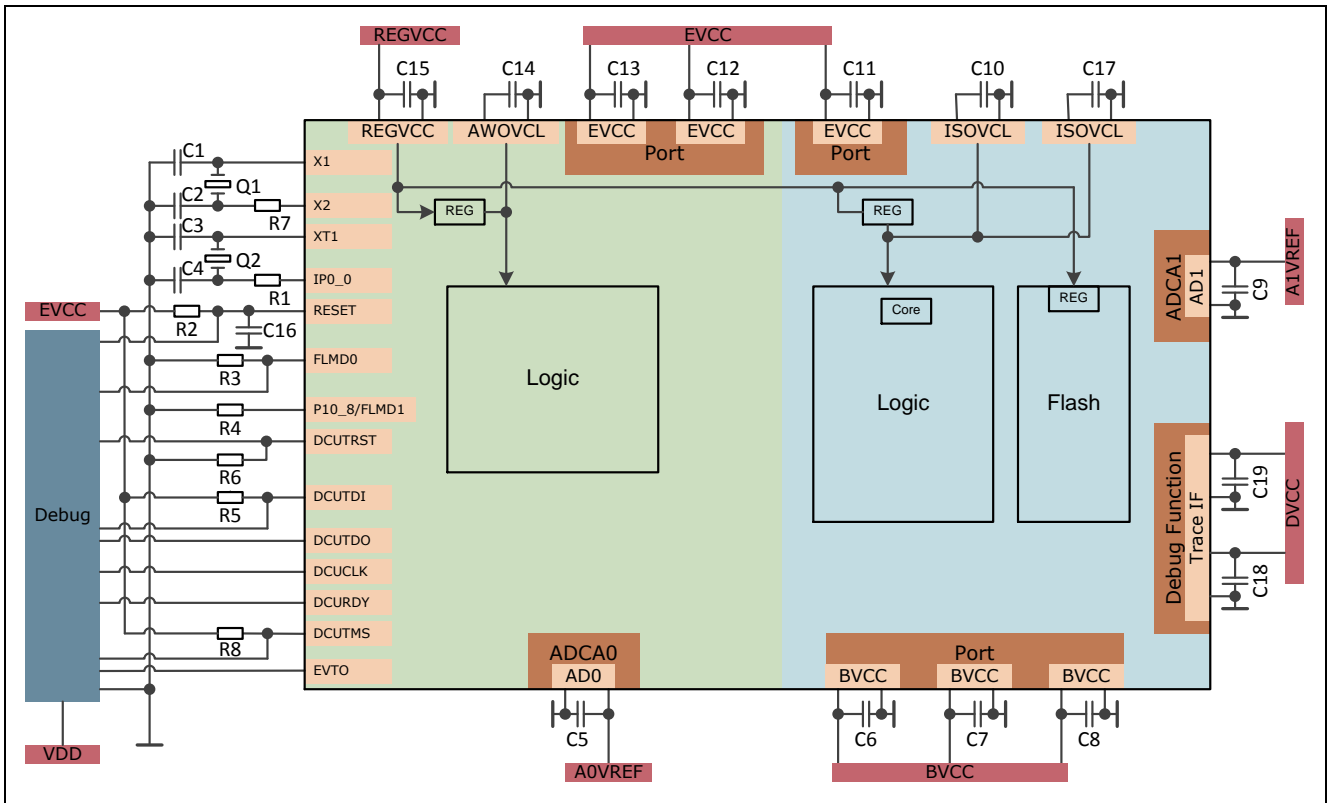 REGVCC
EVCC
C15
C14
C13
C12
C11
C10
C17
REGVCC
AWOVCL
EVCC
EVCC
EVCC
ISOVCL
ISOVCL
Port
Port
C1
X1
Q1
C2
X2
R7
C3
XT1
Q2
C4
IP0_0
R1
EVCC
RESET
R2
C16
FLMD0
R3
P10_8/FLMD1
R4
DCUTRST
R6
DCUTDI
R5
Debug
DCUTDO
DCUCLK
DCURDY
DCUTMS
R8
EVTO
VDD
REG
REG
Logic
Core
Logic
REG
Flash
ADCA1
AD1
C9
A1VREF
Debug Function
Trace IF
C19
C18
DVCC
ADCA0
AD0
C5
A0VREF
Port
BVCC
BVCC
BVCC
C6
C7
C8
BVCC